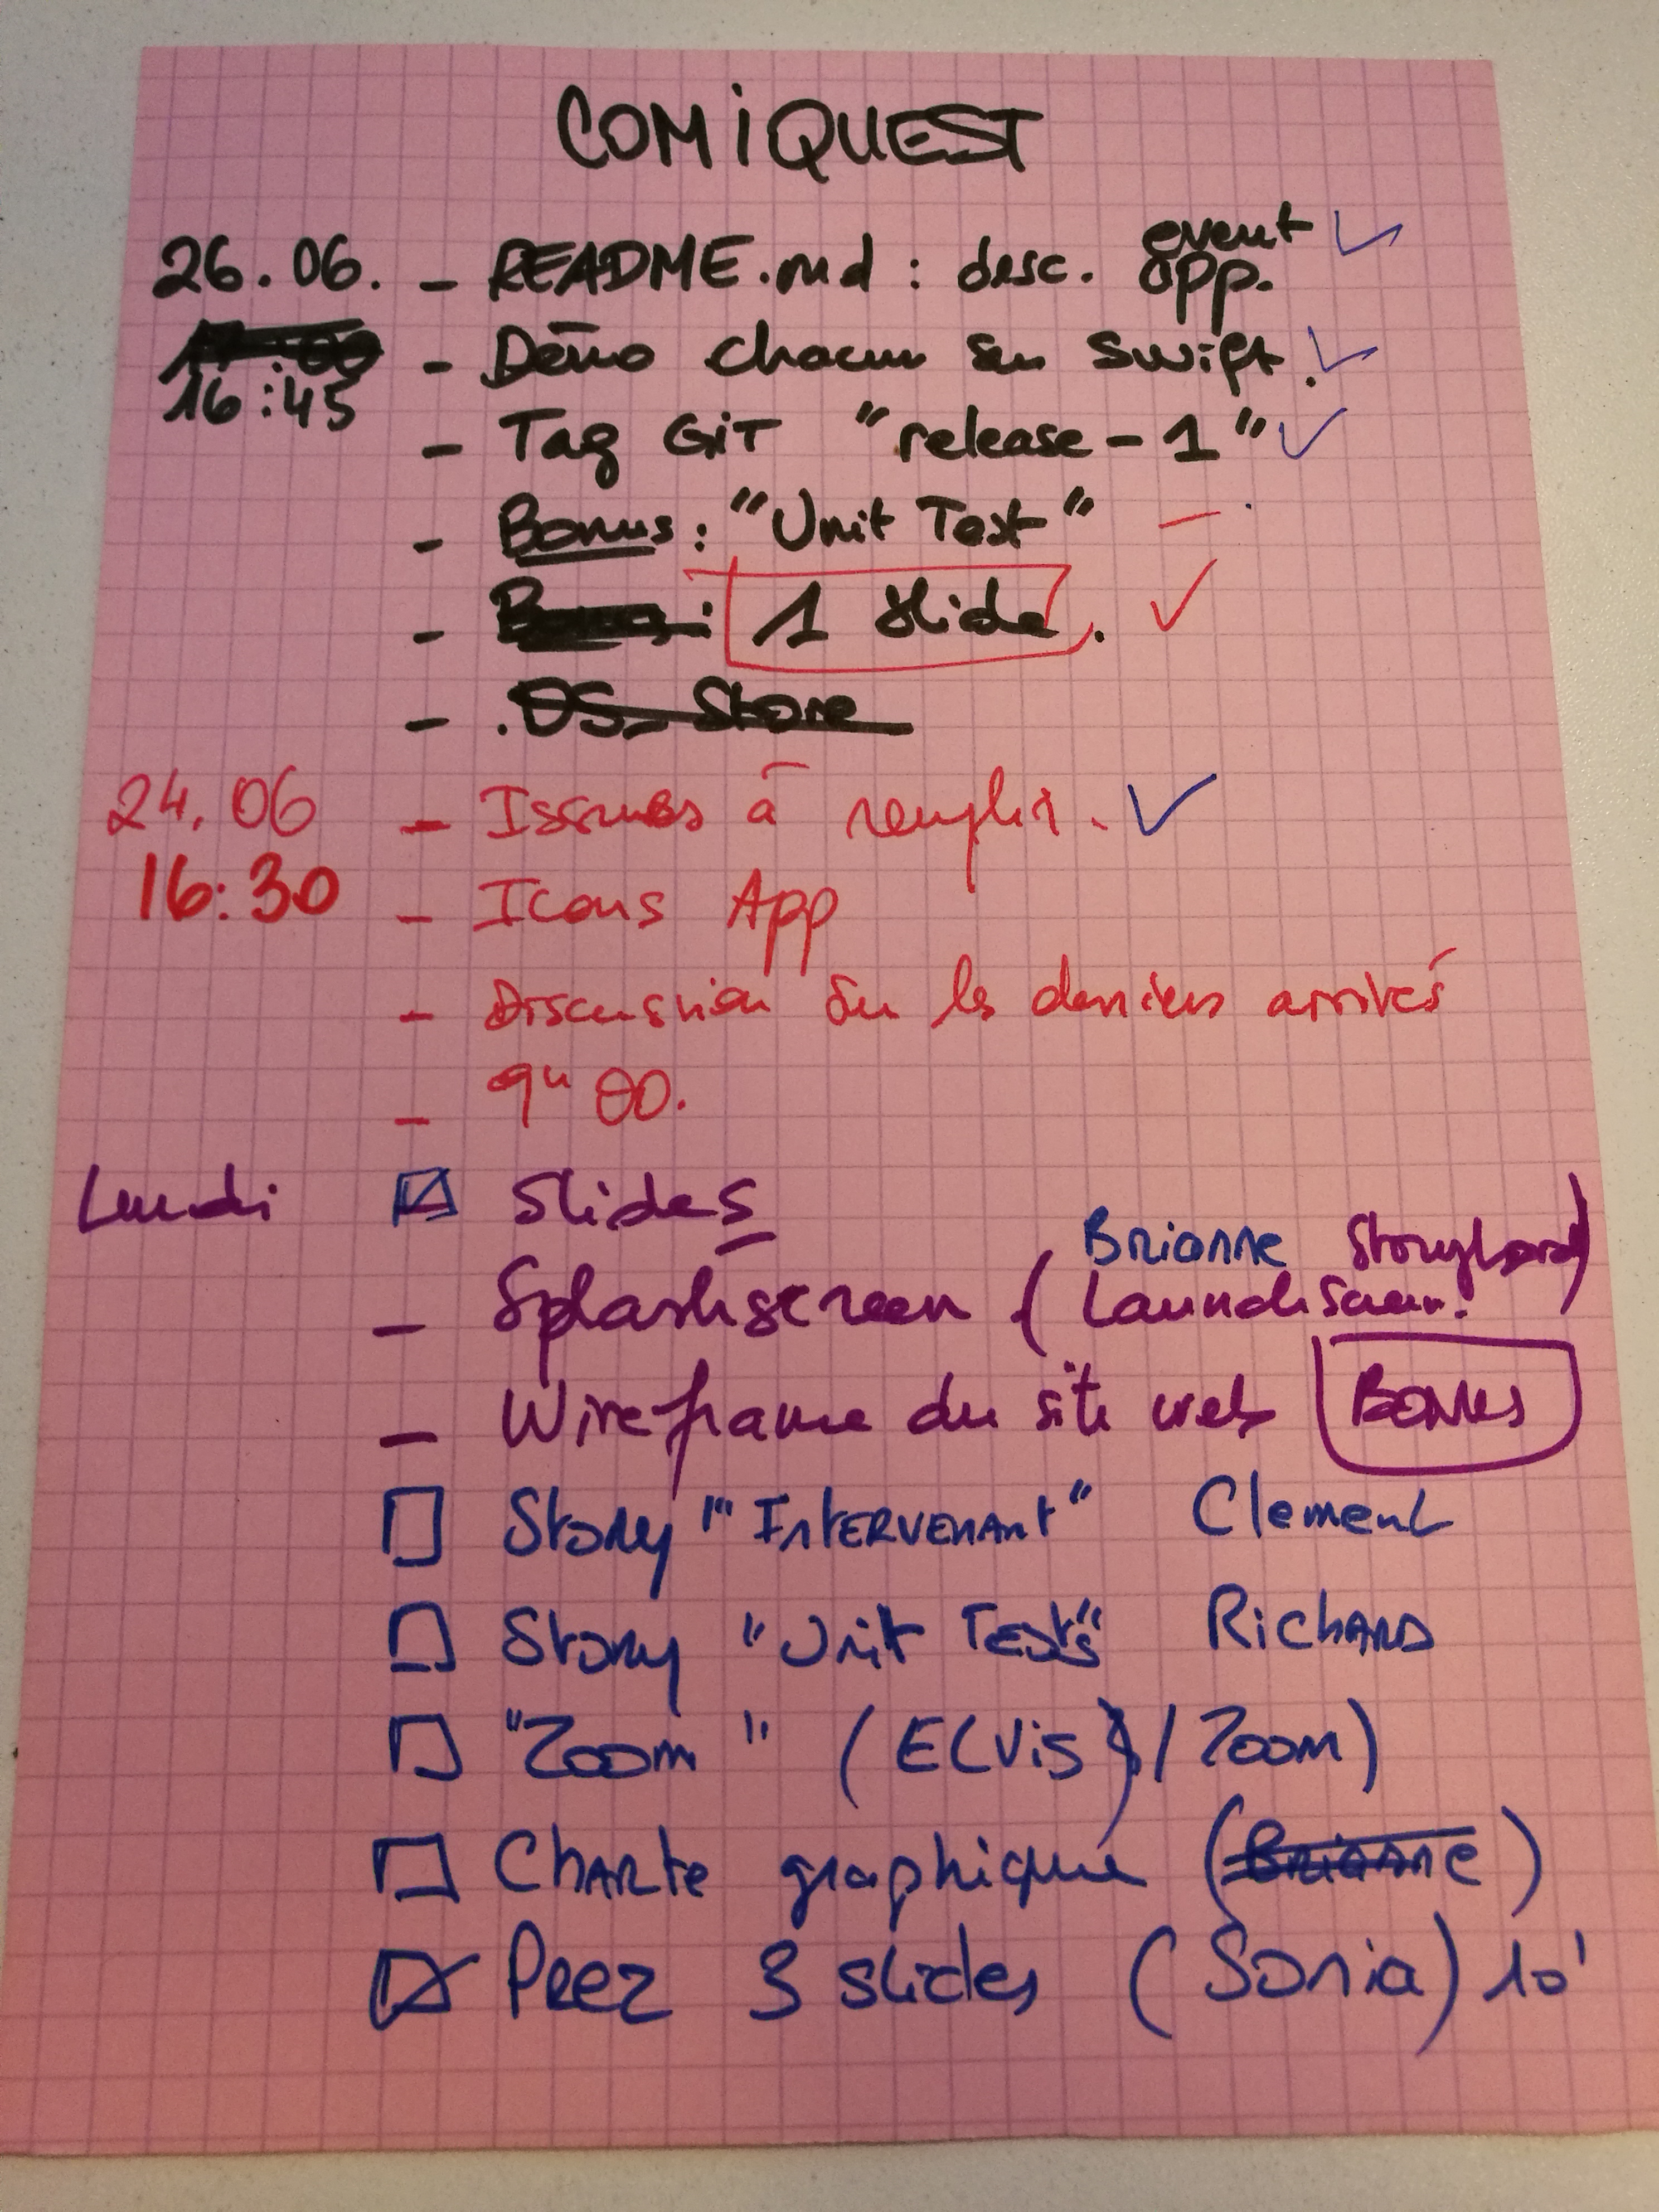 COMIQUEST
event
26.06. - README.md : desc. app.
17:00 - Démo chacun sur Swift.
16:45
- Tag GIT "release-1"
- Bonus : "Unit Test"
- Bonus : 1 slide.
- .DS_Store
24.06 - Issues à remplir.
16:30 - Icons App
- Discussion sur les derniers arrivés
- 9h00.
Lundi Slides
Brianne Storyboard)
- Splashscreen (LaunchScreen.
- Wireframe du site web BONUS
Story "INTERVENANT" Clement
Story "Unit Tests" RICHARD
"Zoom" (ELVIS)/Zoom)
CHARte graphique (BRIANNE)
Prez 3 slides (Sonia) 10'